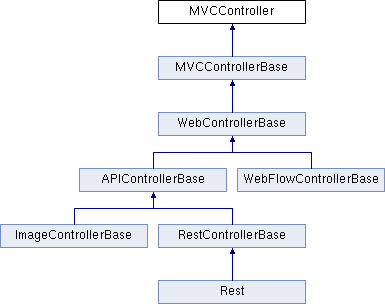 MVCController
MVCControllerBase
WebControllerBase
APIControllerBase
WebFlowControllerBase
ImageControllerBase
RestControllerBase
Rest